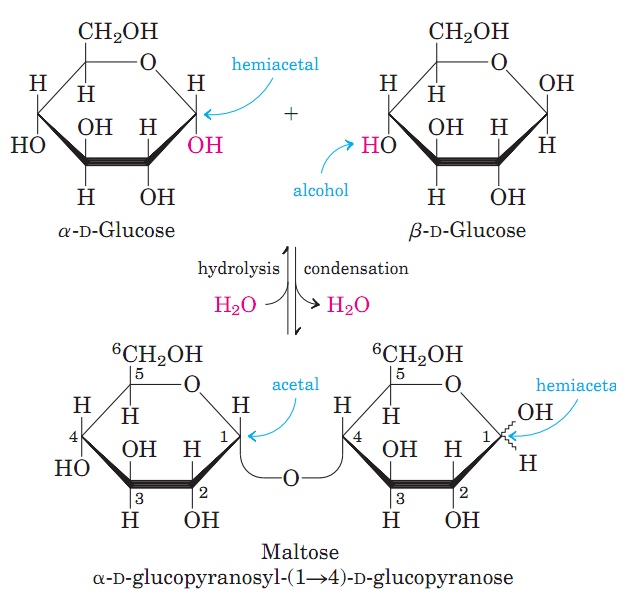 CH₂OH CH₂OH
O O
hemiacetal
H H H OH
H H
+
OH H OH H
HO OH HO H
alcohol
H OH H OH
α-D-Glucose β-D-Glucose
hydrolysis condensation
H₂O H₂O
⁶CH₂OH ⁶CH₂OH
5 O acetal 5 O hemiaceta
H H H OH
H H
4 1 4 1
OH H OH H H
HO O
3 2 3 2
H OH H OH
Maltose
α-D-glucopyranosyl-(1→4)-D-glucopyranose